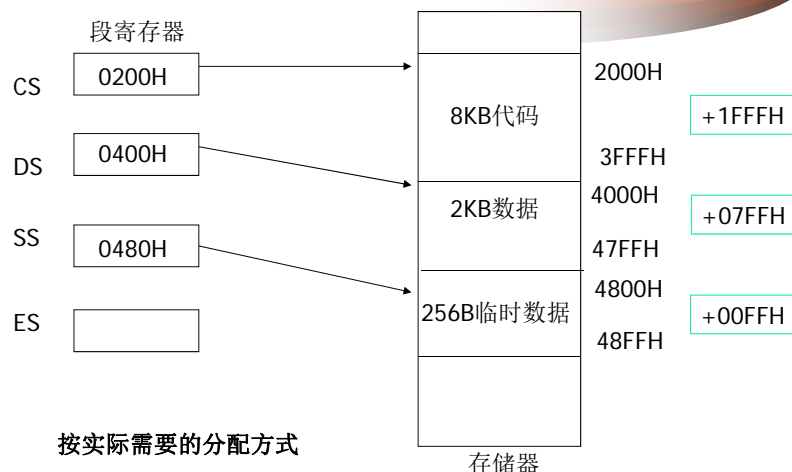 段寄存器
CS
0200H
DS
0400H
SS
0480H
ES
8KB代码
2KB数据
256B临时数据
2000H
3FFFH
4000H
47FFH
4800H
48FFH
+1FFFH
+07FFH
+00FFH
按实际需要的分配方式
存储器